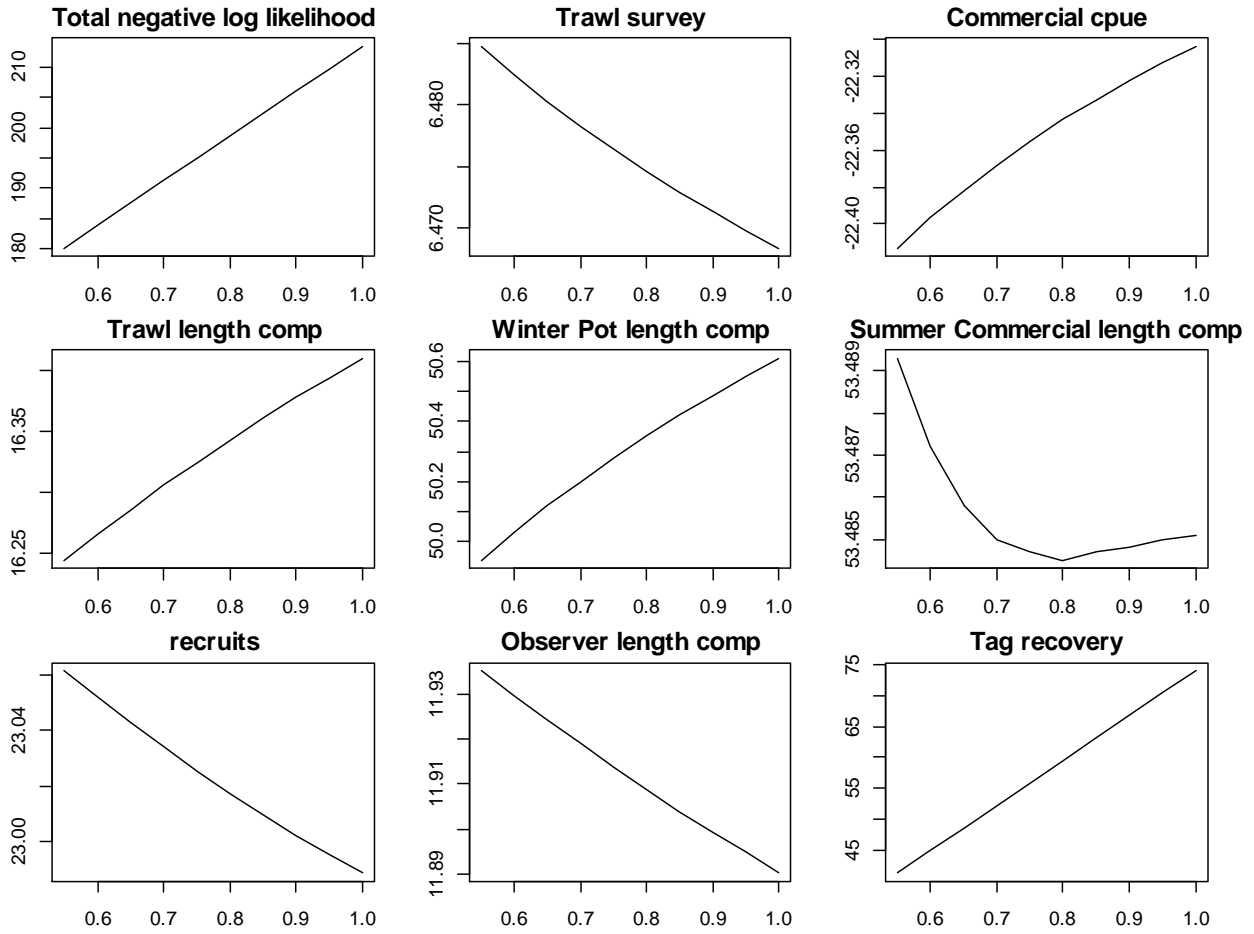 Total negative log likelihood
210
200
190
180
0.6 0.7 0.8 0.9 1.0
Trawl survey
6.480
6.470
0.6 0.7 0.8 0.9 1.0
Commercial cpue
-22.32
-22.36
-22.40
0.6 0.7 0.8 0.9 1.0
Trawl length comp
16.35
16.25
0.6 0.7 0.8 0.9 1.0
Winter Pot length comp
50.6
50.4
50.2
50.0
0.6 0.7 0.8 0.9 1.0
Summer Commercial length comp
53.489
53.487
53.485
0.6 0.7 0.8 0.9 1.0
recruits
23.04
23.00
0.6 0.7 0.8 0.9 1.0
Observer length comp
11.93
11.91
11.89
0.6 0.7 0.8 0.9 1.0
Tag recovery
75
65
55
45
0.6 0.7 0.8 0.9 1.0